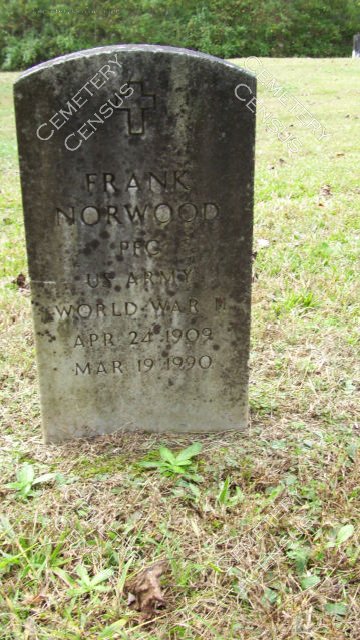 Cemetery
Census
Cemetery
Census
FRANK
NORWOOD
PFC
US ARMY
WORLD WAR II
APR 24 1909
MAR 19 1990